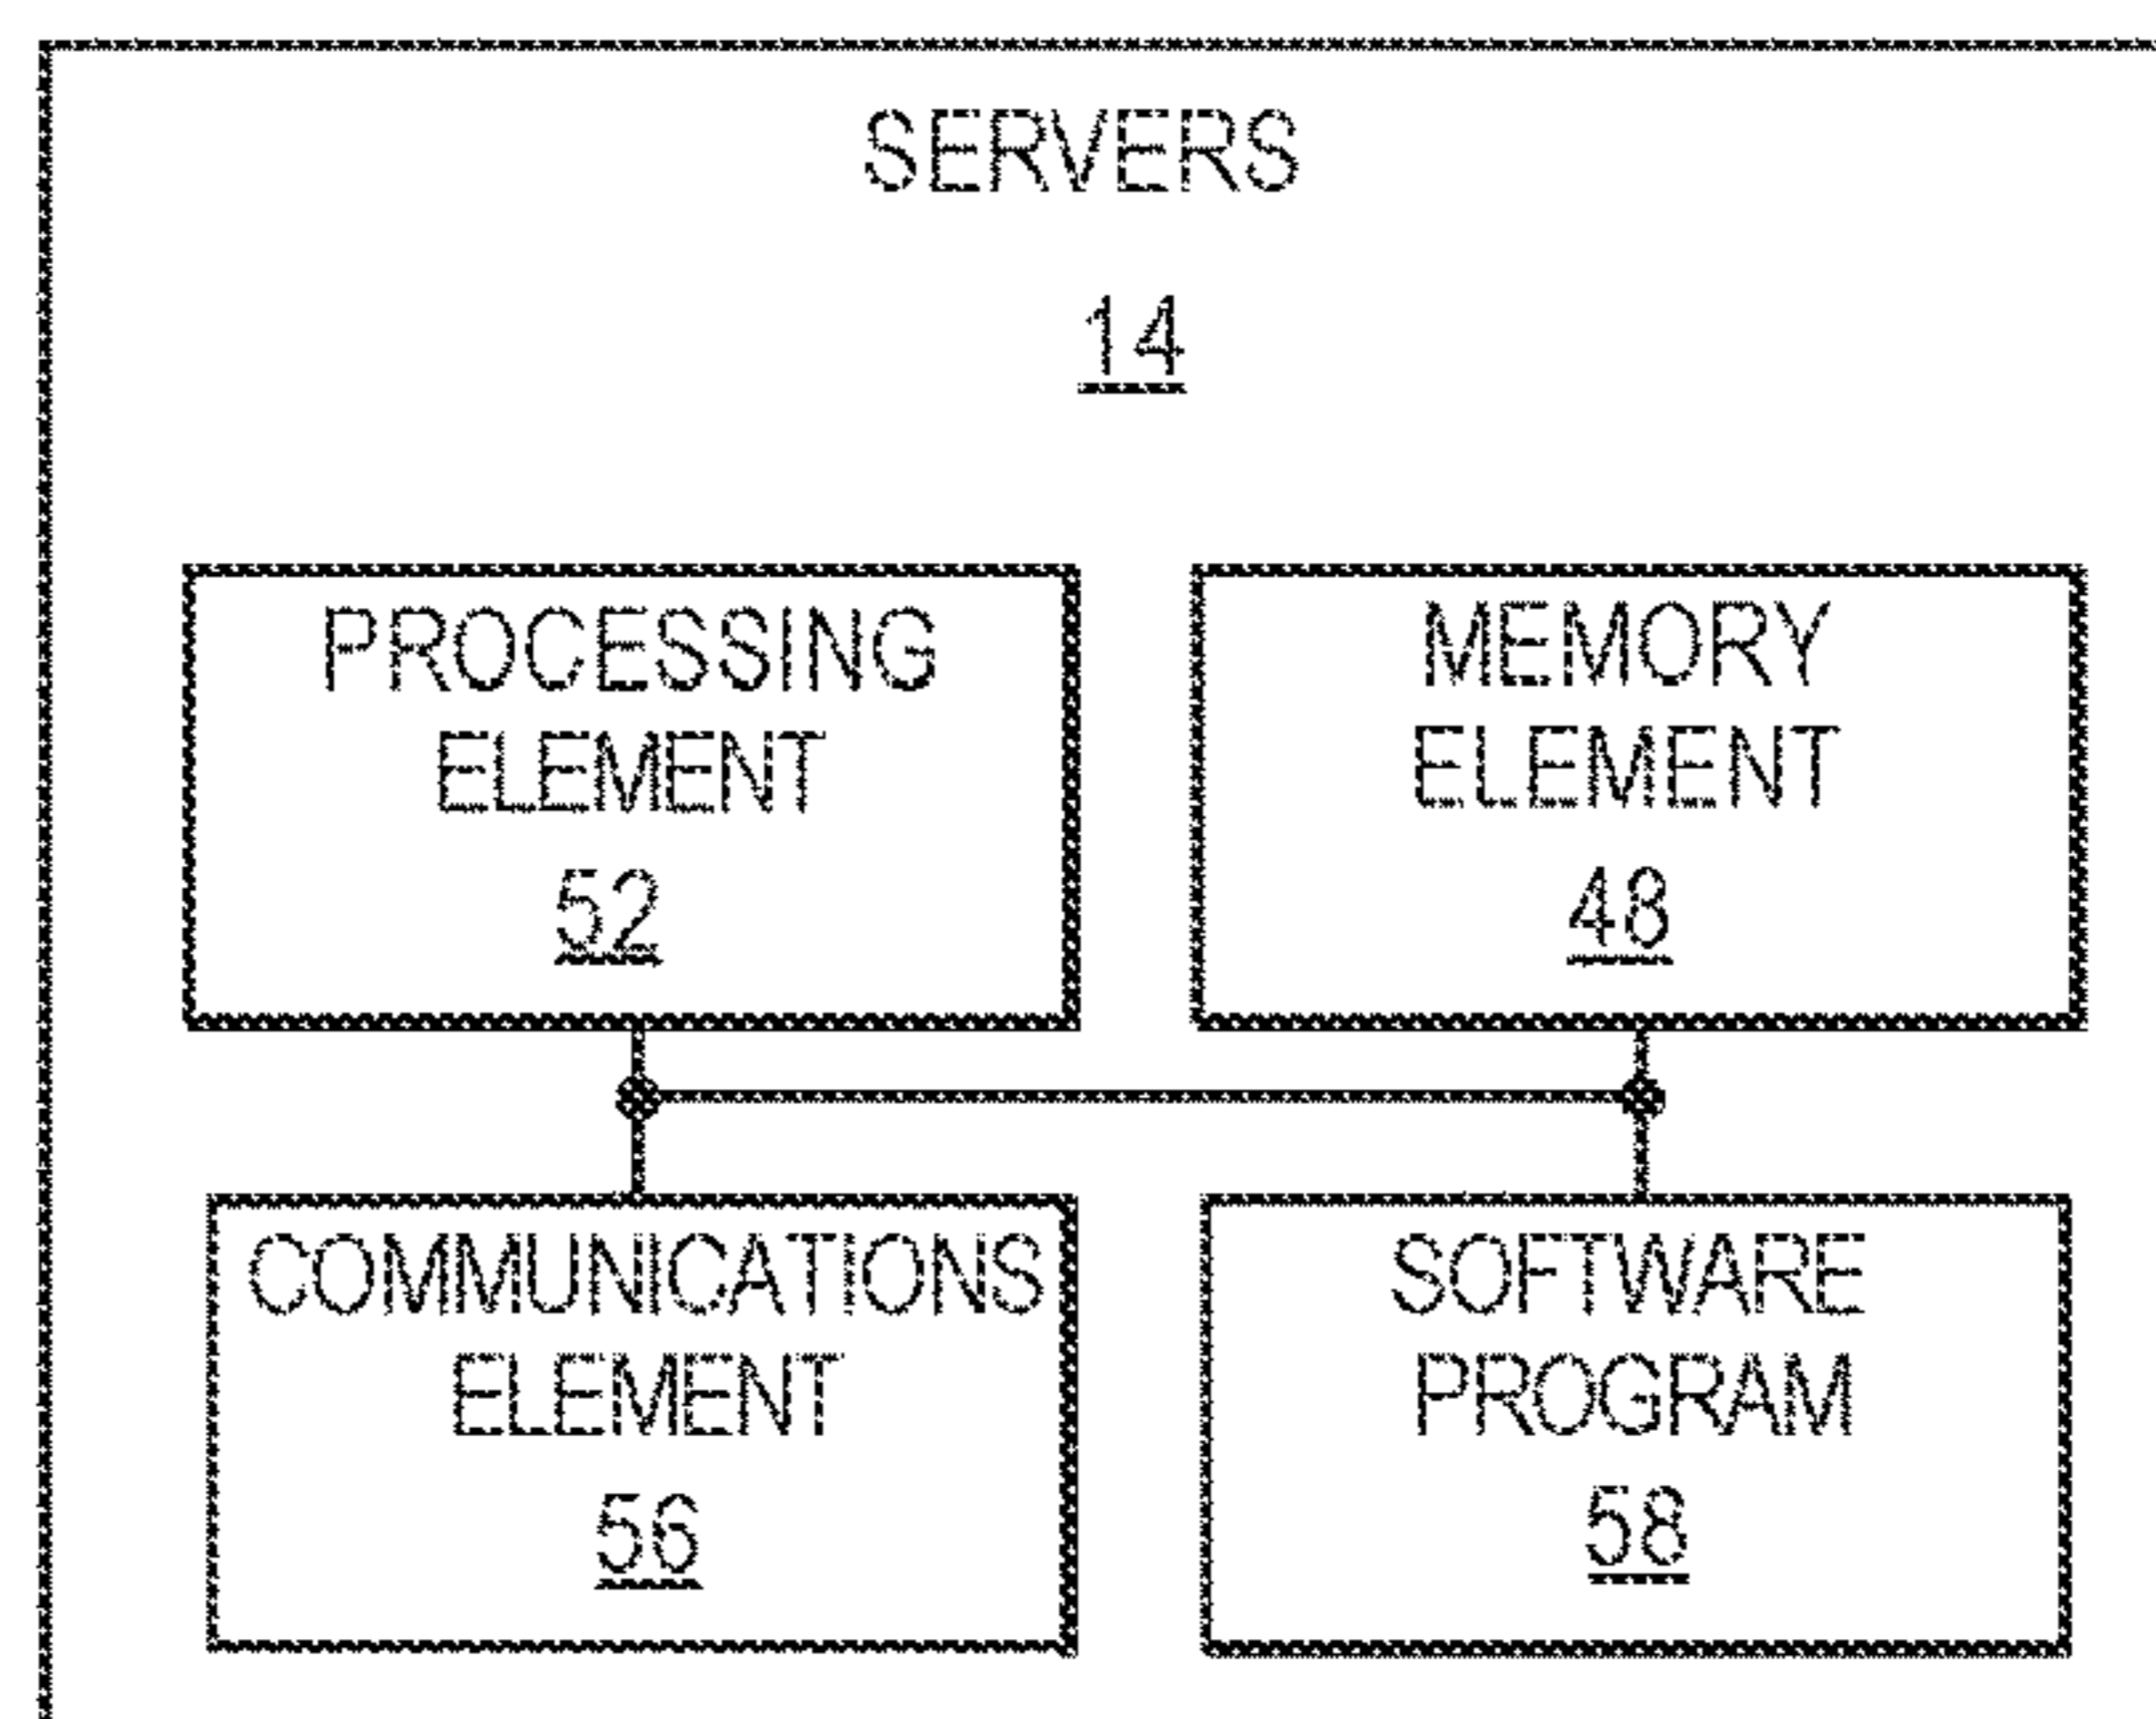 SERVERS
14
PROCESSING
ELEMENT
52
MEMORY
ELEMENT
48
COMMUNICATIONS
ELEMENT
56
SOFTWARE
PROGRAM
58